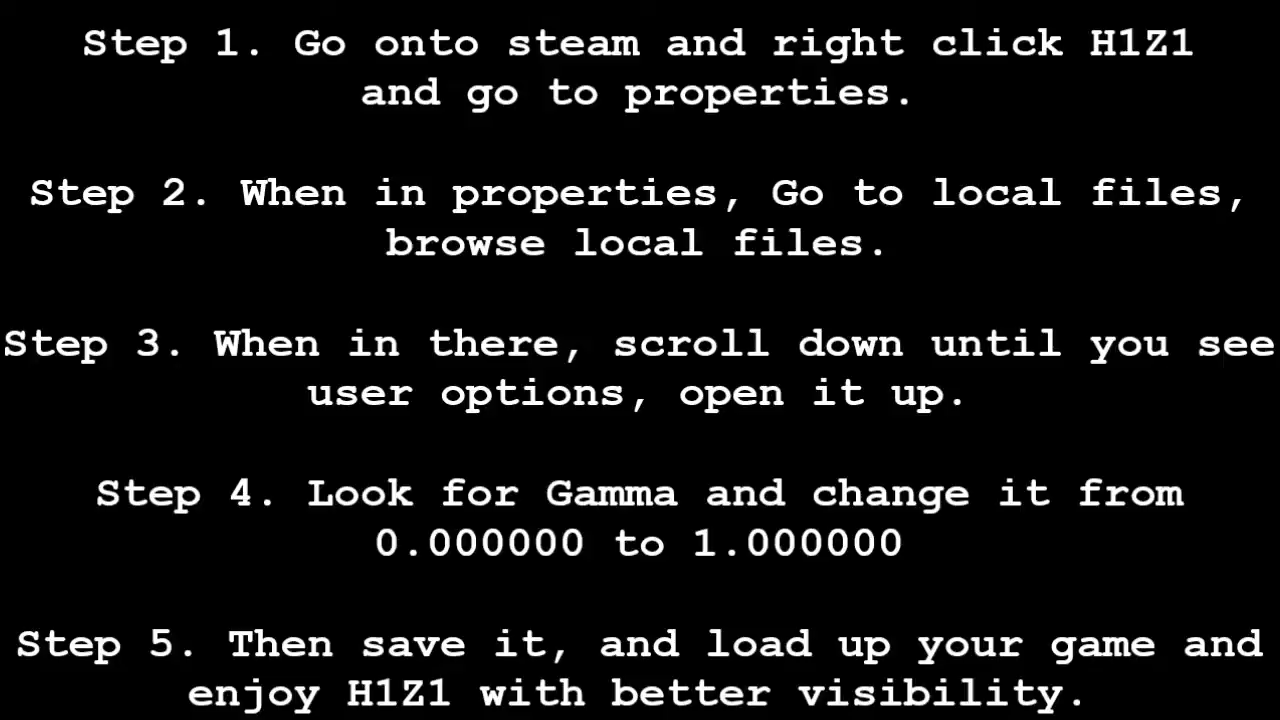 Step 1. Go onto steam and right click H1Z1
and go to properties.
Step 2. When in properties, Go to local files,
browse local files.
Step 3. When in there, scroll down until you see
user options, open it up.
Step 4. Look for Gamma and change it from
0.000000 to 1.000000
Step 5. Then save it, and load up your game and
enjoy H1Z1 with better visibility.